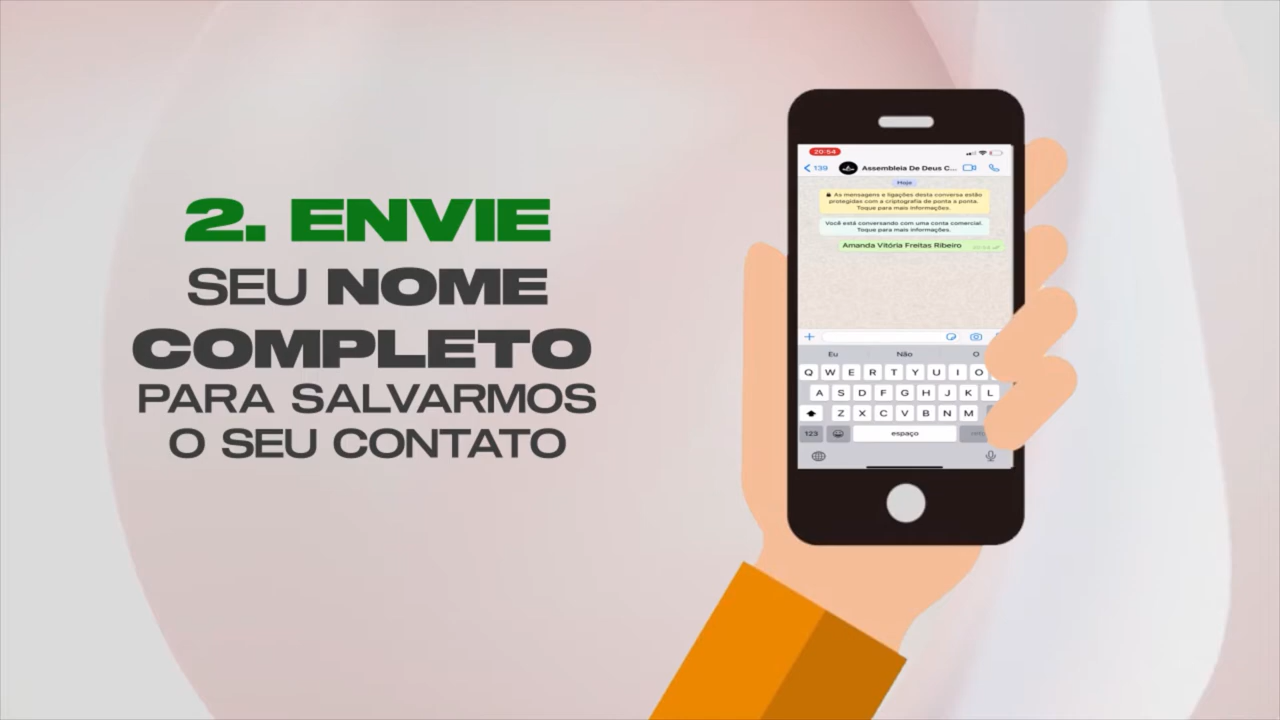 2. ENVIE
SEU NOME
COMPLETO
PARA SALVARMOS
O SEU CONTATO
20:54
139
Assembleia De Deus C...
Hoje
As mensagens e ligações desta conversa estão
protegidas com a criptografia de ponta a ponta.
Toque para mais informações.
Você está conversando com uma conta comercial.
Toque para mais informações.
Amanda Vitória Freitas Ribeiro 20:54
Eu Não O
Q W E R T Y U I O
A S D F G H J K L
Z X C V B N M
123 espaço